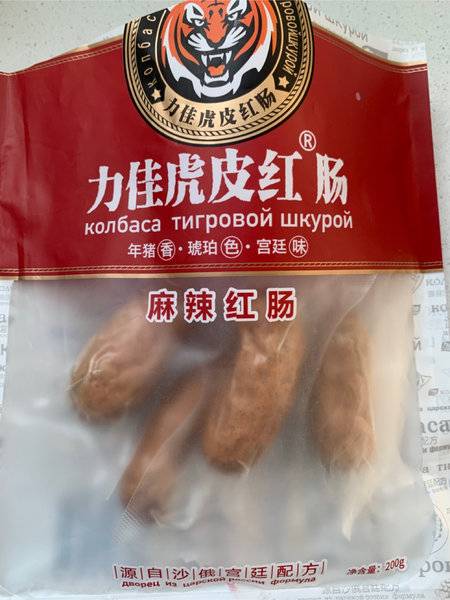 колбас
ровошкурой
力佳虎皮红肠
力佳虎皮红肠®
колбаса тигровой шкурой
年猪香·琥珀色·宫廷味
麻辣红肠
源自沙俄宫廷配方
дворец из царской россии формула
净含量：200g